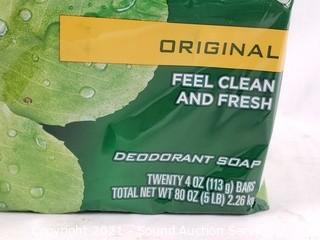 ORIGINAL
FEEL CLEAN
AND FRESH
DEODORANT SOAP
TWENTY 4 OZ (113 g) BARS
TOTAL NET WT 80 OZ (5 LB) 2.26 kg
Copyright 2021 - Sound Auction Service -